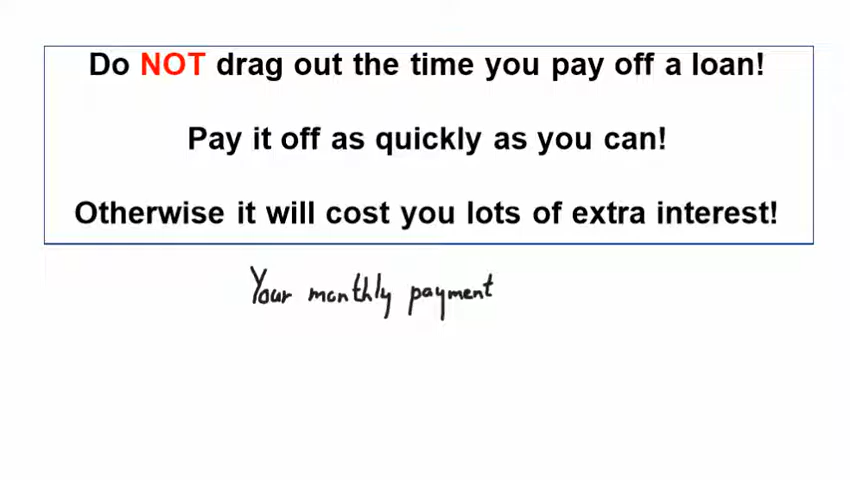 Do NOT drag out the time you pay off a loan!
Pay it off as quickly as you can!
Otherwise it will cost you lots of extra interest!
Your monthly payment